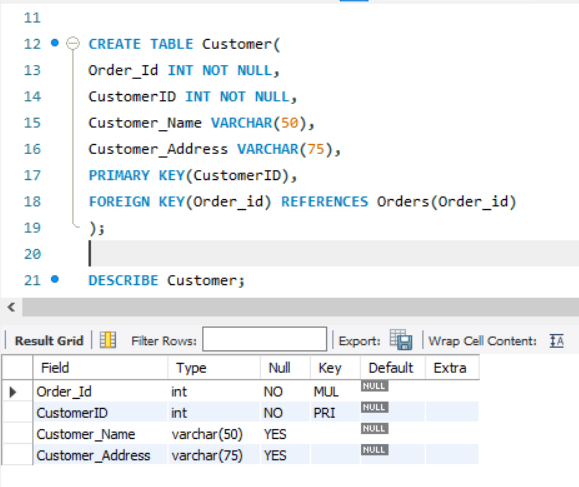 11
12 CREATE TABLE Customer(
13 Order_Id INT NOT NULL,
14 CustomerID INT NOT NULL,
15 Customer_Name VARCHAR(50),
16 Customer_Address VARCHAR(75),
17 PRIMARY KEY(CustomerID),
18 FOREIGN KEY(Order_id) REFERENCES Orders(Order_id)
19 );
20
21 DESCRIBE Customer;
Result Grid Filter Rows: Export: Wrap Cell Content: IA
Field Type Null Key Default Extra
Order_Id int NO MUL NULL
CustomerID int NO PRI NULL
Customer_Name varchar(50) YES NULL
Customer_Address varchar(75) YES NULL